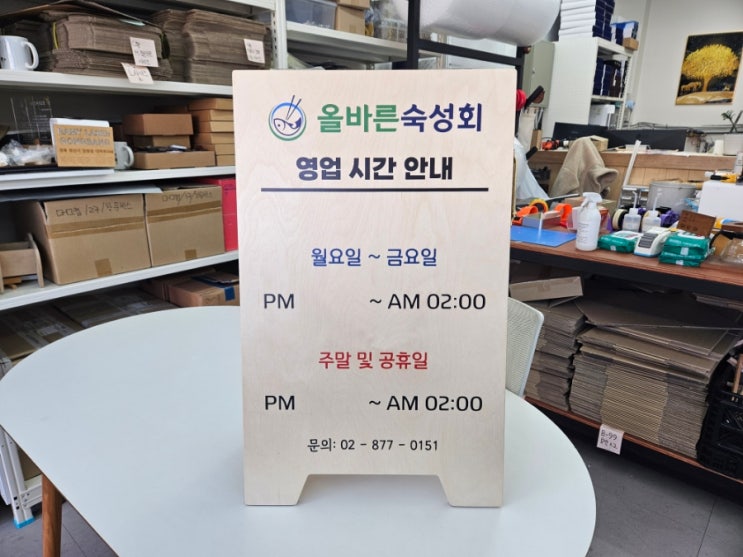 올바른숙성회
영업 시간 안내
월요일 ~ 금요일
PM ~ AM 02:00
주말 및 공휴일
PM ~ AM 02:00
문의: 02 - 877 - 0151